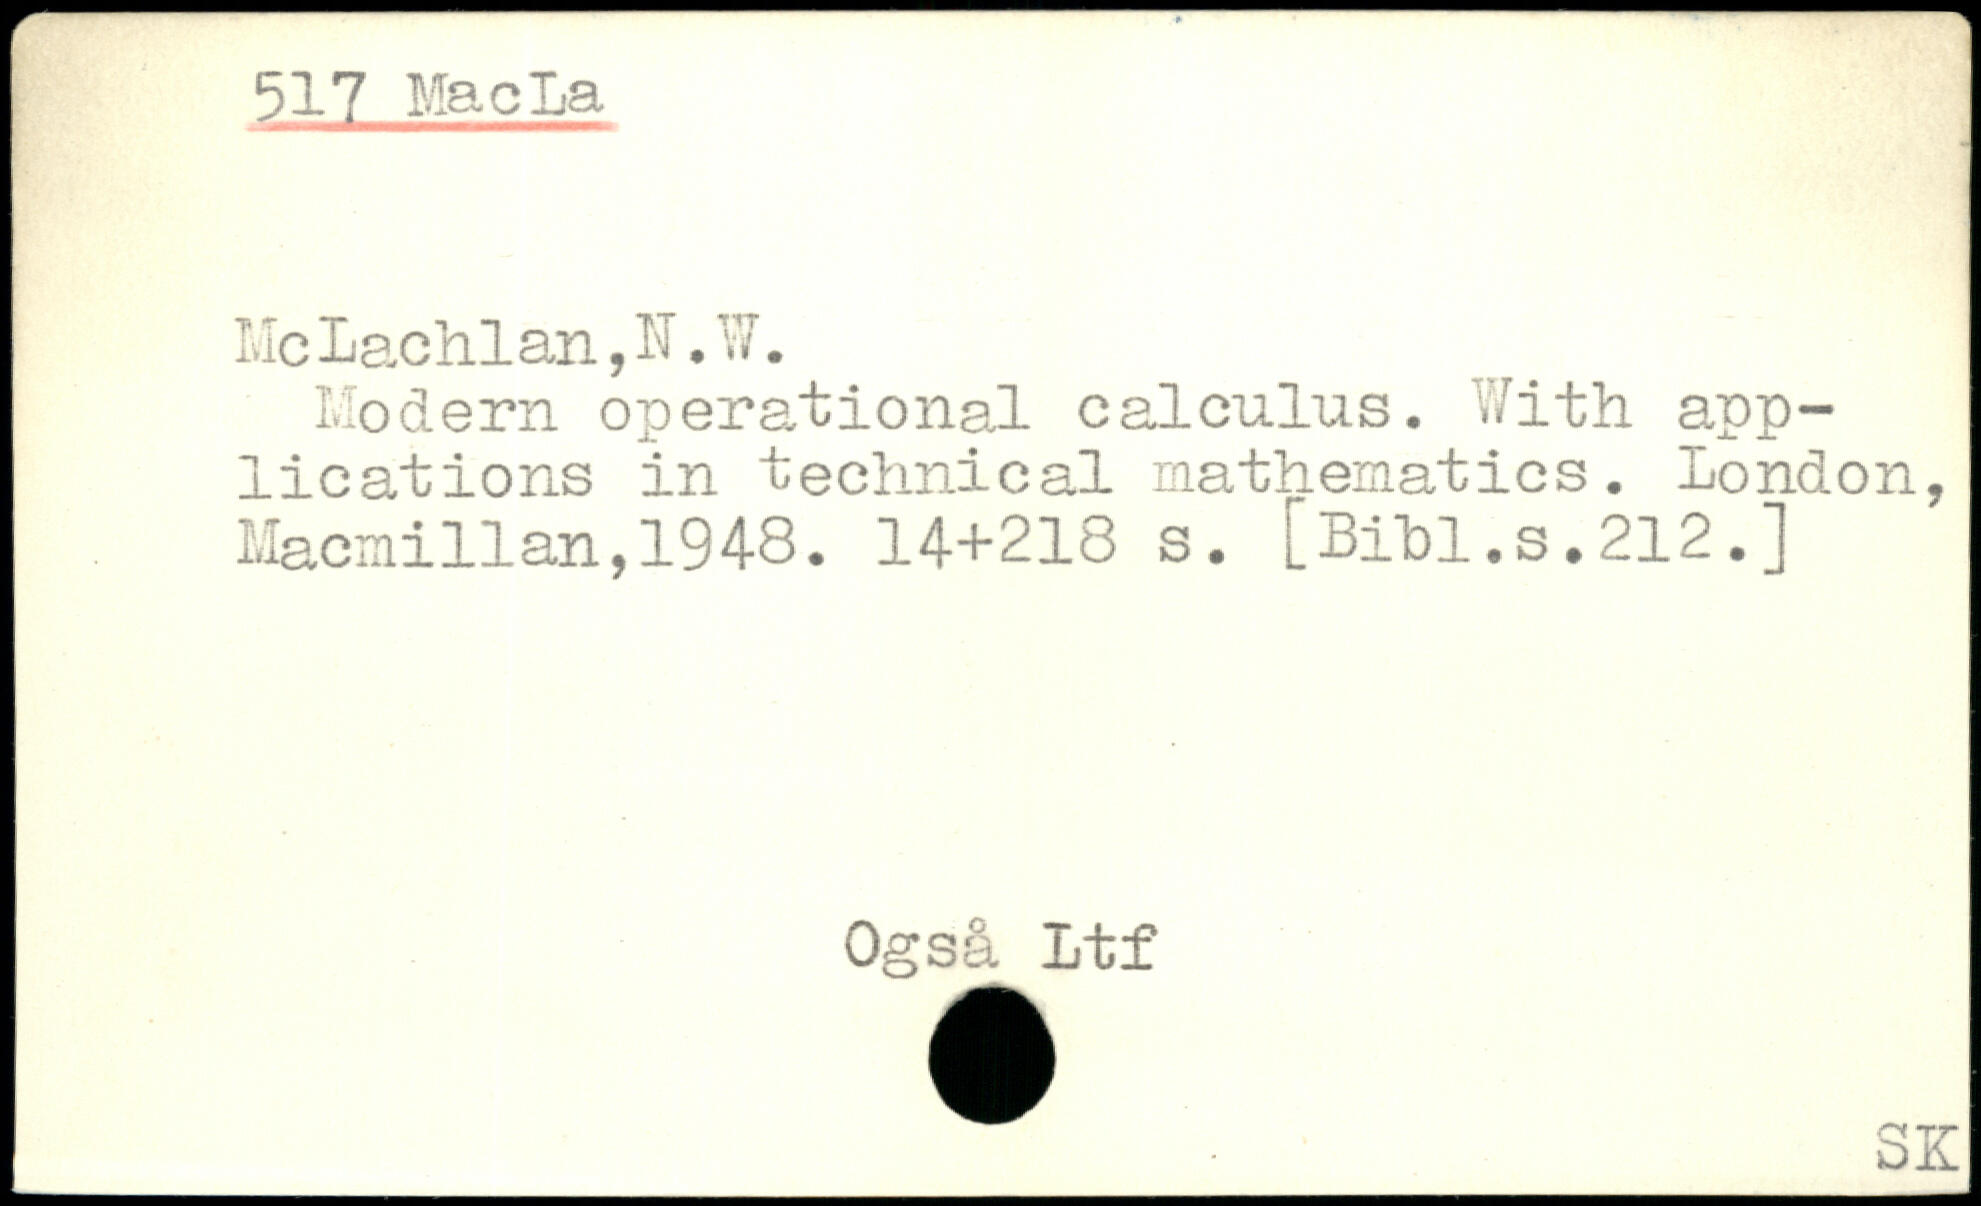 517 MacLa
McLachlan,N.W.
Modern operational calculus. With app-
lications in technical mathematics. London,
Macmillan,1948. 14+218 s. [Bibl.s.212.]
Også Ltf
SK